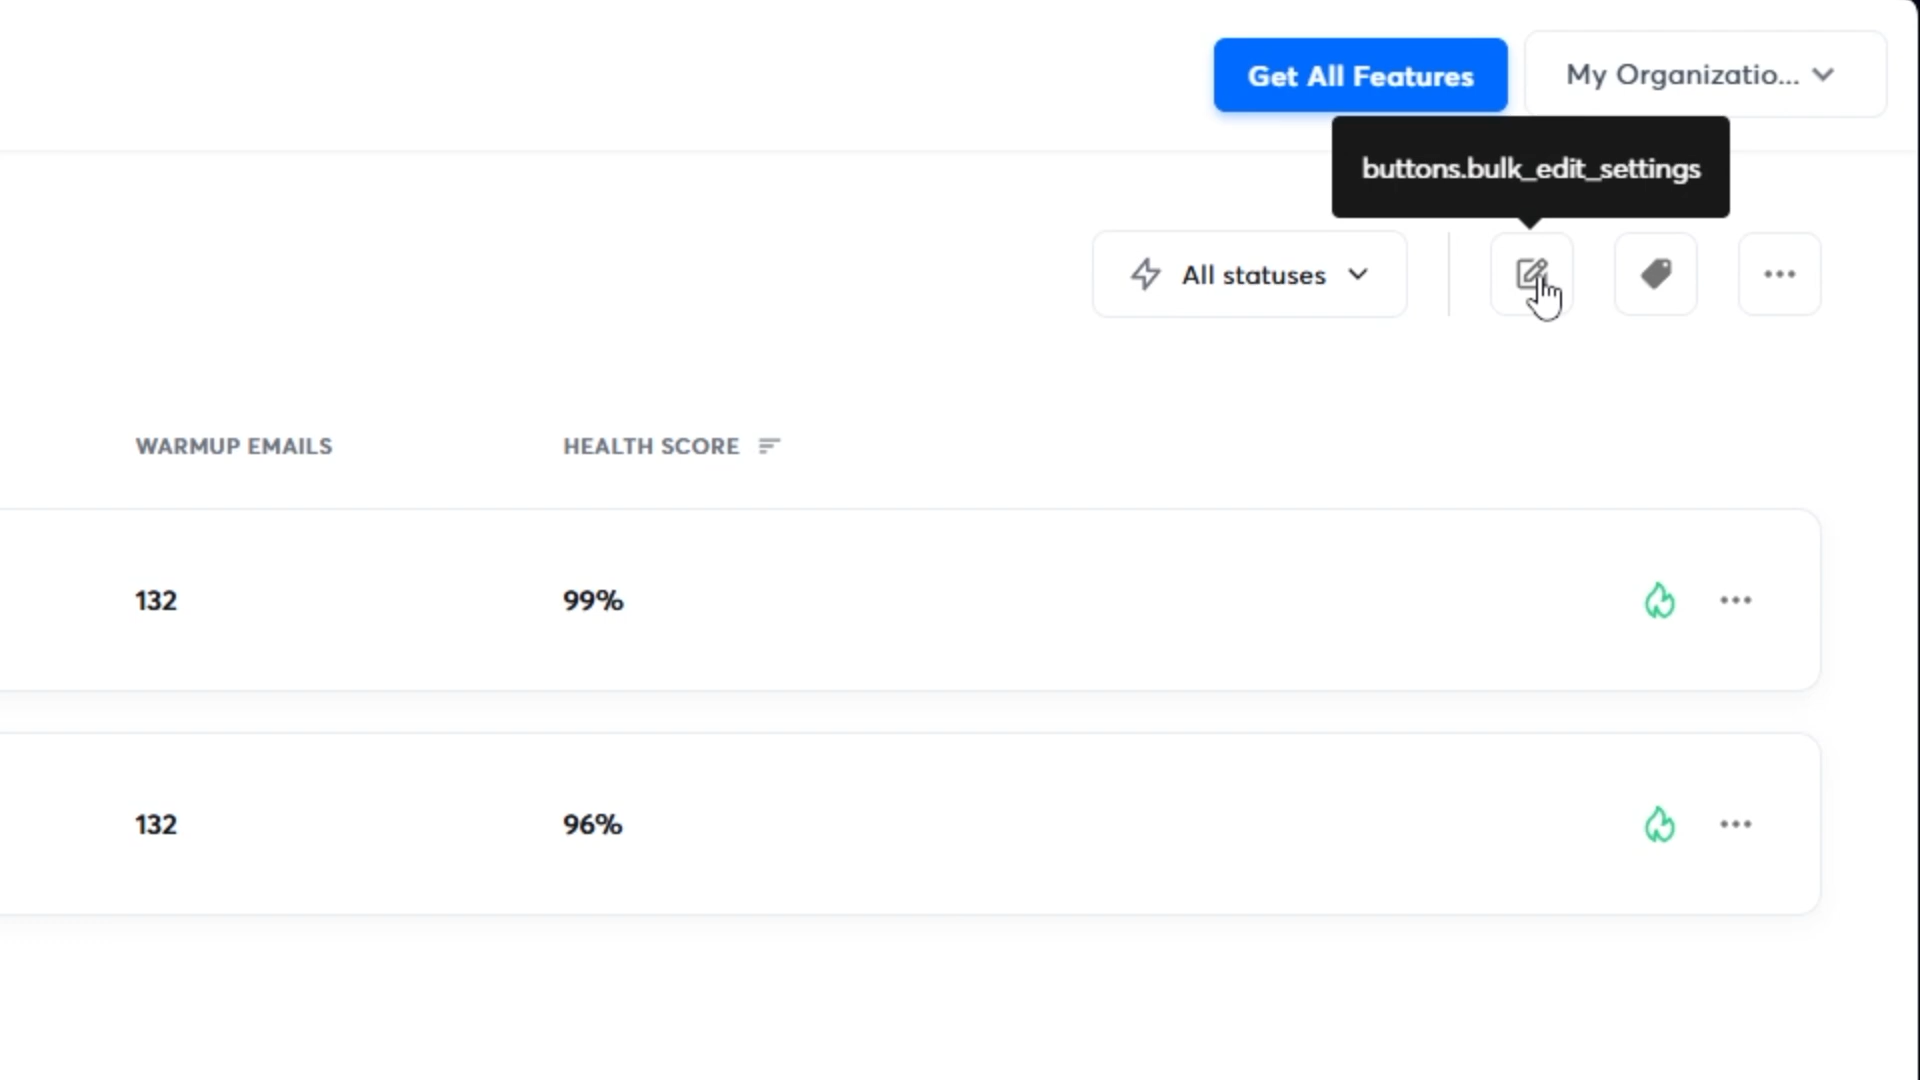 Get All Features
My Organizatio...
buttons.bulk_edit_settings
All statuses
WARMUP EMAILS
HEALTH SCORE
132
99%
132
96%